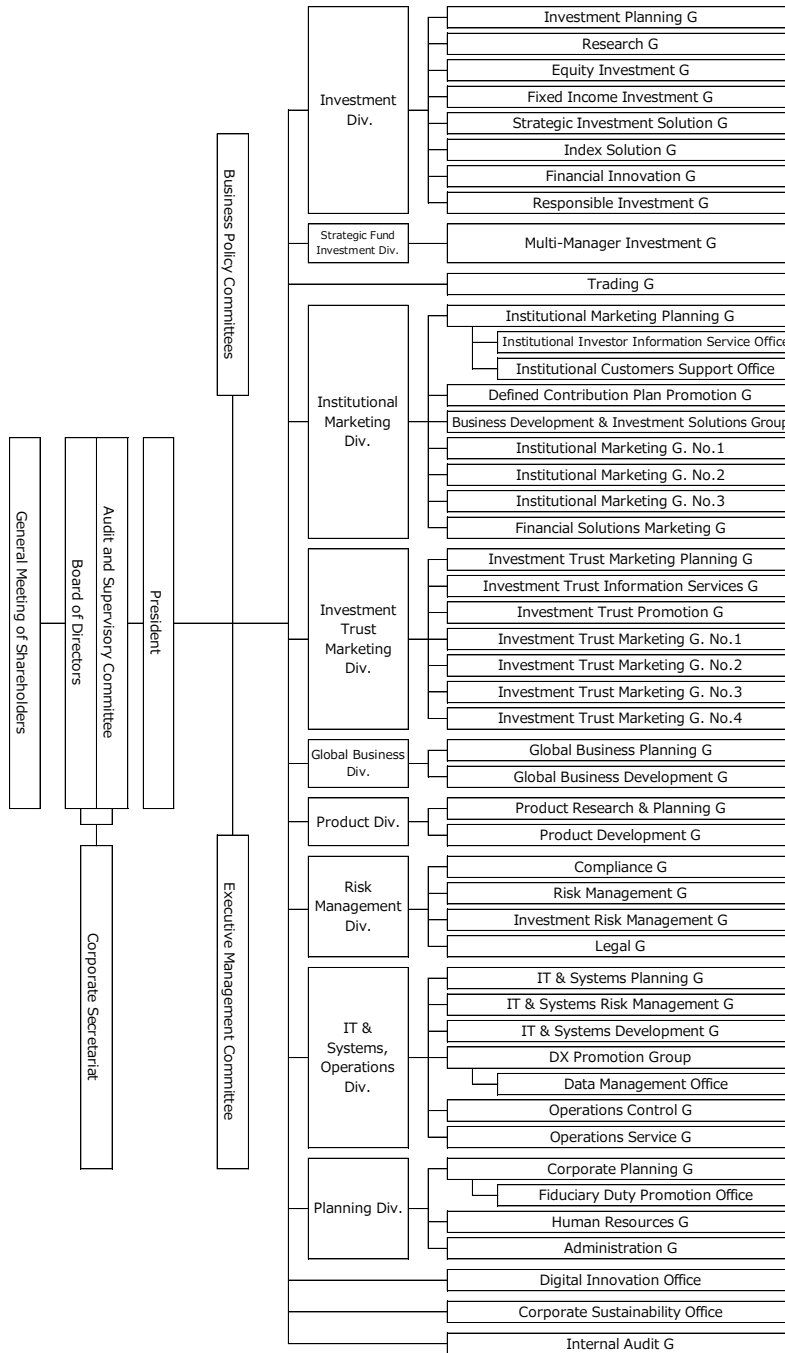 General Meeting of Shareholders
Board of Directors
Audit and Supervisory Committee
Corporate Secretariat
President
Business Policy Committees
Executive Management Committee
Investment
Div.
Investment Planning G
Research G
Equity Investment G
Fixed Income Investment G
Strategic Investment Solution G
Index Solution G
Financial Innovation G
Responsible Investment G
Strategic Fund
Investment Div.
Multi-Manager Investment G
Trading G
Institutional
Marketing
Div.
Institutional Marketing Planning G
Institutional Investor Information Service Office
Institutional Customers Support Office
Defined Contribution Plan Promotion G
Business Development & Investment Solutions Group
Institutional Marketing G. No.1
Institutional Marketing G. No.2
Institutional Marketing G. No.3
Financial Solutions Marketing G
Investment
Trust
Marketing
Div.
Investment Trust Marketing Planning G
Investment Trust Information Services G
Investment Trust Promotion G
Investment Trust Marketing G. No.1
Investment Trust Marketing G. No.2
Investment Trust Marketing G. No.3
Investment Trust Marketing G. No.4
Global Business
Div.
Global Business Planning G
Global Business Development G
Product Div.
Product Research & Planning G
Product Development G
Risk
Management
Div.
Compliance G
Risk Management G
Investment Risk Management G
Legal G
IT &
Systems,
Operations
Div.
IT & Systems Planning G
IT & Systems Risk Management G
IT & Systems Development G
DX Promotion Group
Data Management Office
Operations Control G
Operations Service G
Planning Div.
Corporate Planning G
Fiduciary Duty Promotion Office
Human Resources G
Administration G
Digital Innovation Office
Corporate Sustainability Office
Internal Audit G